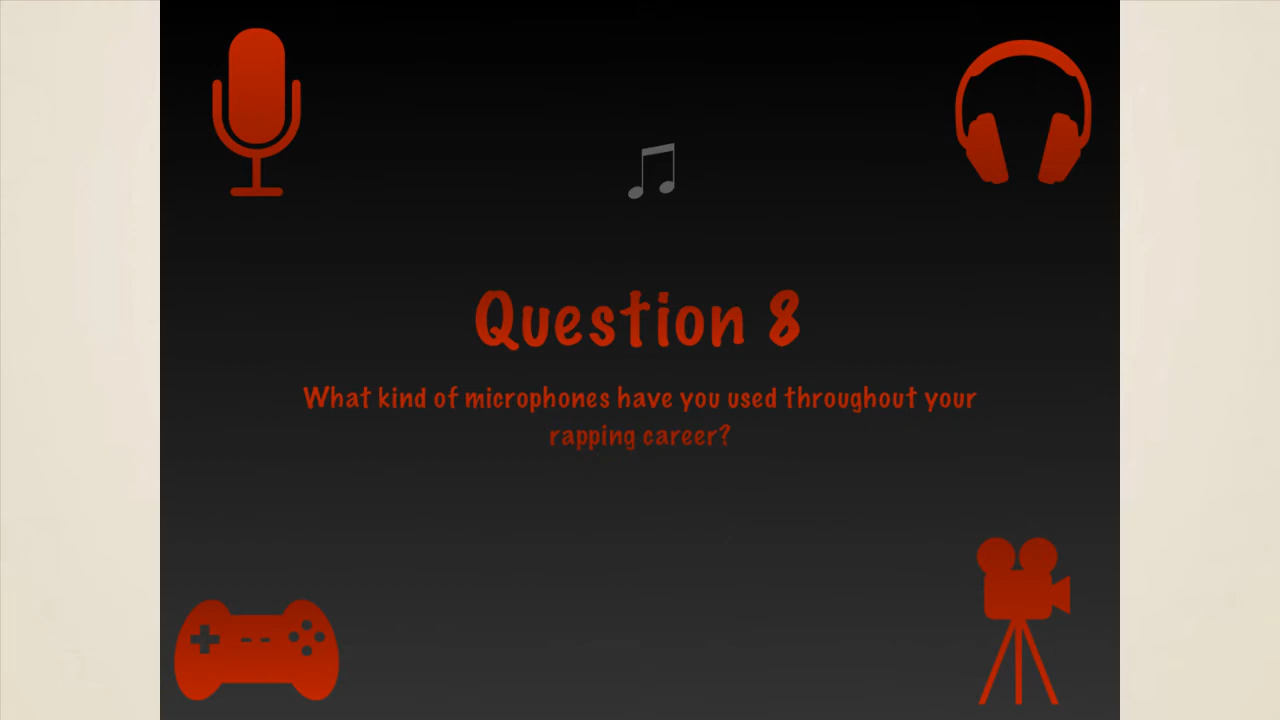 Question 8
What kind of microphones have you used throughout your
rapping career?